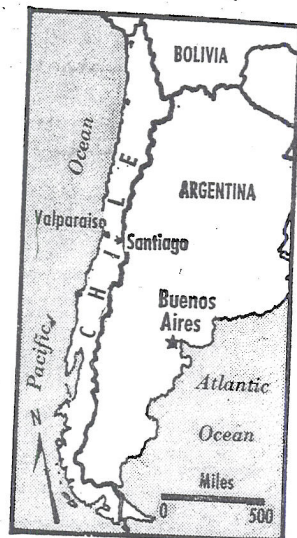 BOLIVIA
Ocean
ARGENTINA
CHILE
Valparaiso
Santiago
Buenos
Aires
Pacific
Atlantic
Ocean
N
Miles
0 500